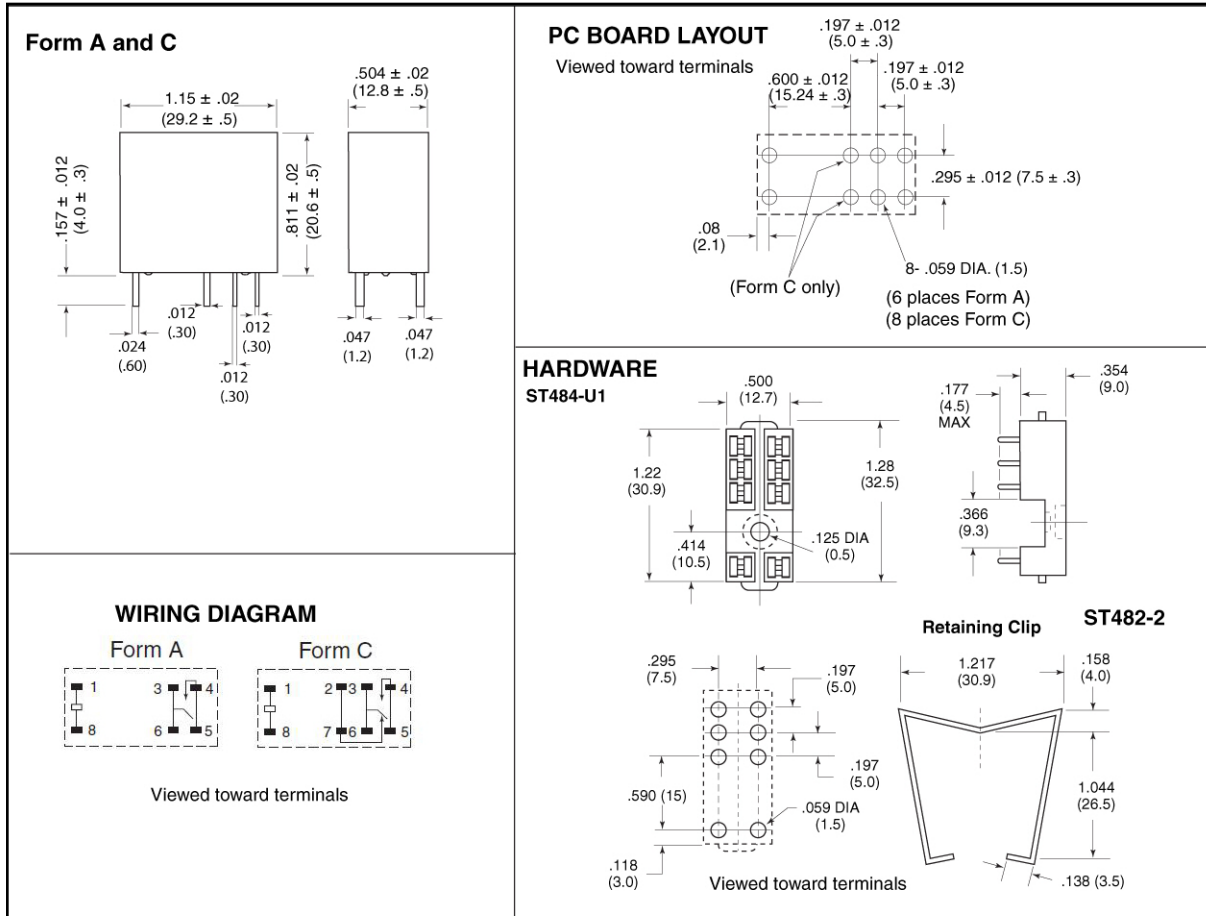 Form A and C
1.15 ± .02
(29.2 ± .5)
.504 ± .02
(12.8 ± .5)
.157 ± .012
(4.0 ± .3)
.811 ± .02
(20.6 ± .5)
.024
(.60)
.012
(.30)
.012
(.30)
.012
(.30)
.047
(1.2)
.047
(1.2)
WIRING DIAGRAM
Form A
1
3
4
8
6
5
Form C
1
2
3
4
8
7
6
5
Viewed toward terminals
PC BOARD LAYOUT
Viewed toward terminals
.197 ± .012
(5.0 ± .3)
.600 ± .012
(15.24 ± .3)
.197 ± .012
(5.0 ± .3)
.295 ± .012 (7.5 ± .3)
.08
(2.1)
(Form C only)
8- .059 DIA. (1.5)
(6 places Form A)
(8 places Form C)
HARDWARE
ST484-U1
.500
(12.7)
1.22
(30.9)
1.28
(32.5)
.414
(10.5)
.125 DIA
(0.5)
.177
(4.5)
MAX
.354
(9.0)
.366
(9.3)
.295
(7.5)
.197
(5.0)
.197
(5.0)
.590 (15)
.059 DIA
(1.5)
.118
(3.0)
Viewed toward terminals
ST482-2
Retaining Clip
1.217
(30.9)
.158
(4.0)
1.044
(26.5)
.138 (3.5)